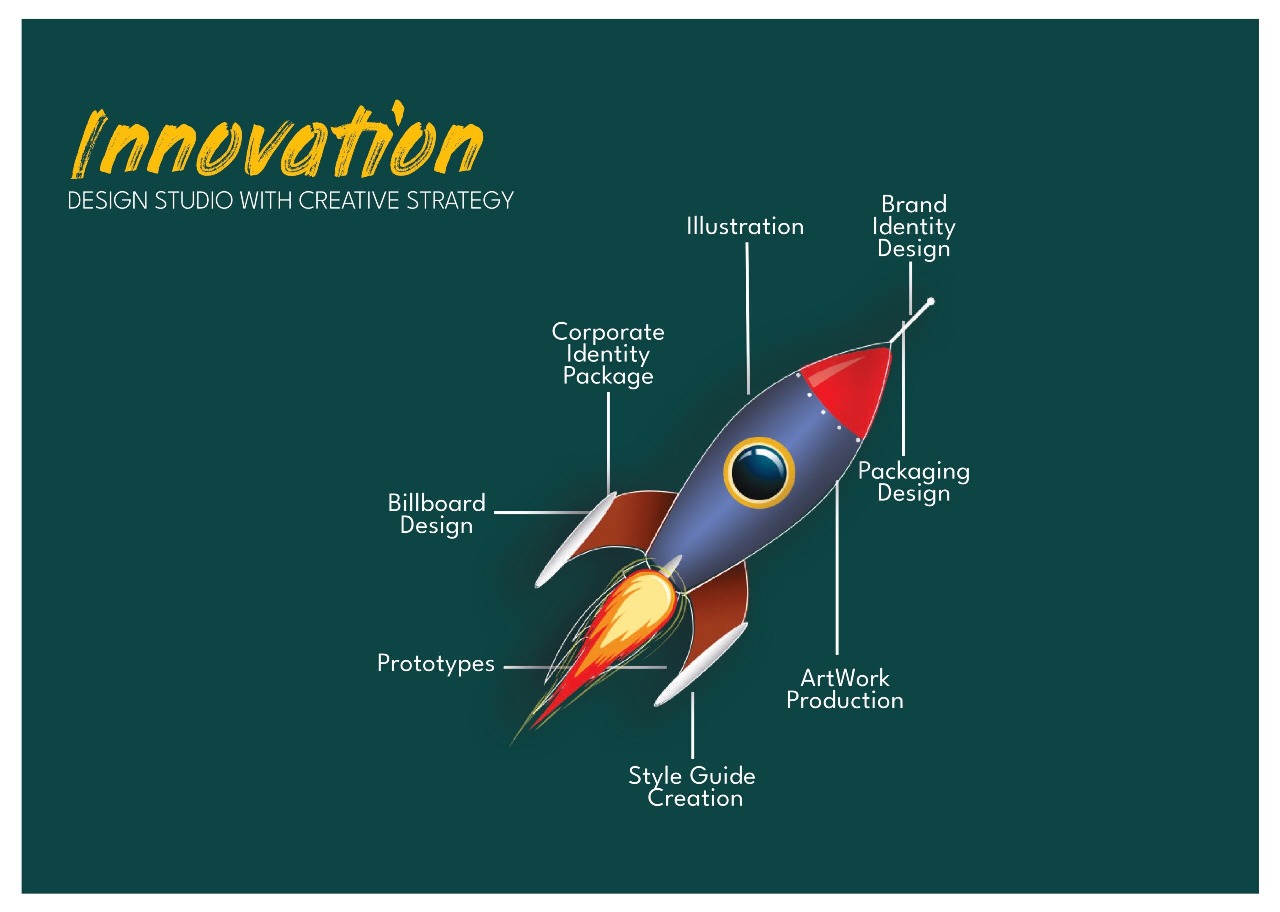 Innovation
DESIGN STUDIO WITH CREATIVE STRATEGY
Brand
Identity
Design
Illustration
Corporate
Identity
Package
Packaging
Design
Billboard
Design
Prototypes
ArtWork
Production
Style Guide
Creation